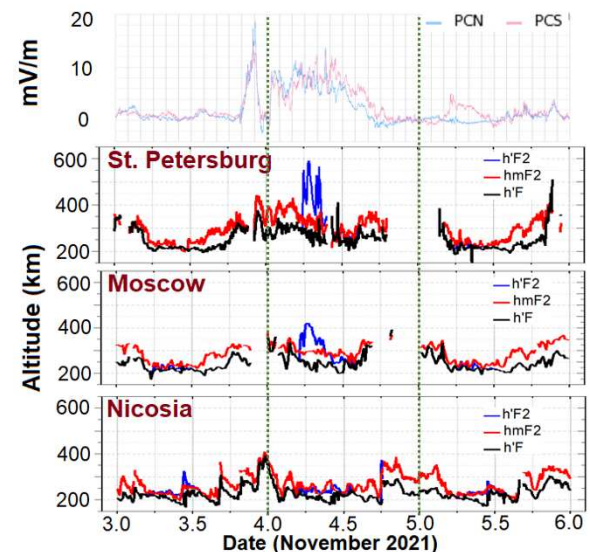 20
10
0
mV/m
PCN PCS
St. Petersburg
600
400
200
h'F2
hmF2
h'F
Moscow
600
400
200
h'F2
hmF2
h'F
Nicosia
600
400
200
h'F2
hmF2
h'F
Altitude (km)
3.0 3.5 4.0 4.5 5.0 5.5 6.0
Date (November 2021)